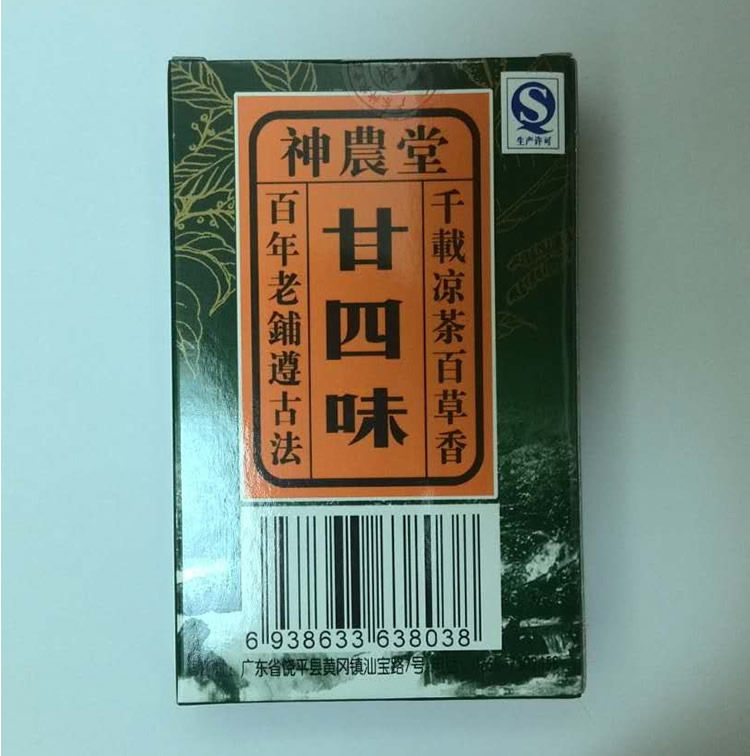 生产许可
神農堂
千載凉茶百草香
廿四味
百年老鋪遵古法
6 938633 638038
广东省饶平县黄冈镇汕宝路7号